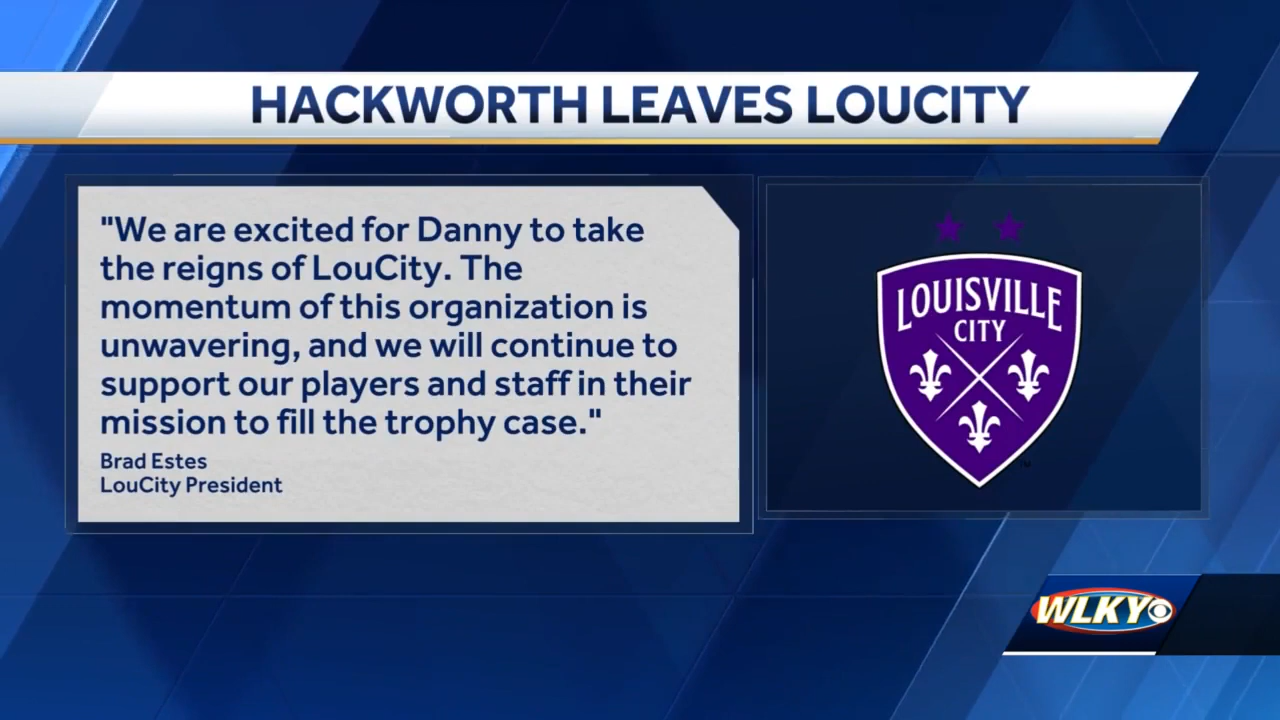 HACKWORTH LEAVES LOUCITY
"We are excited for Danny to take
the reigns of LouCity. The
momentum of this organization is
unwavering, and we will continue to
support our players and staff in their
mission to fill the trophy case."
Brad Estes
LouCity President
LOUISVILLE
CITY
TM
WLKY